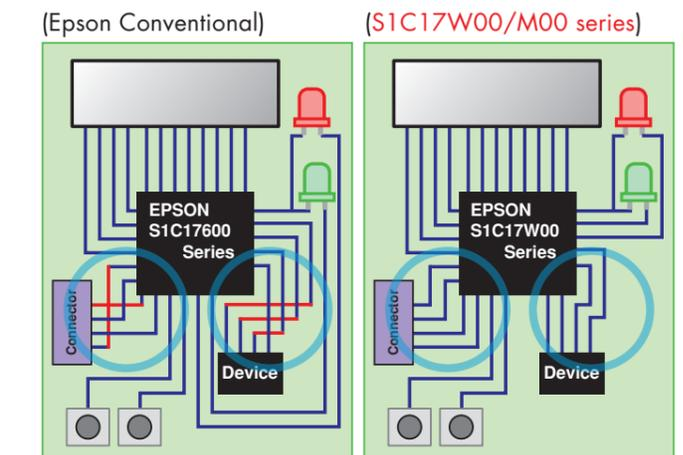 (Epson Conventional)
(S1C17W00/M00 series)
EPSON
S1C17600
Series
Connector
Device
EPSON
S1C17W00
Series
Connector
Device